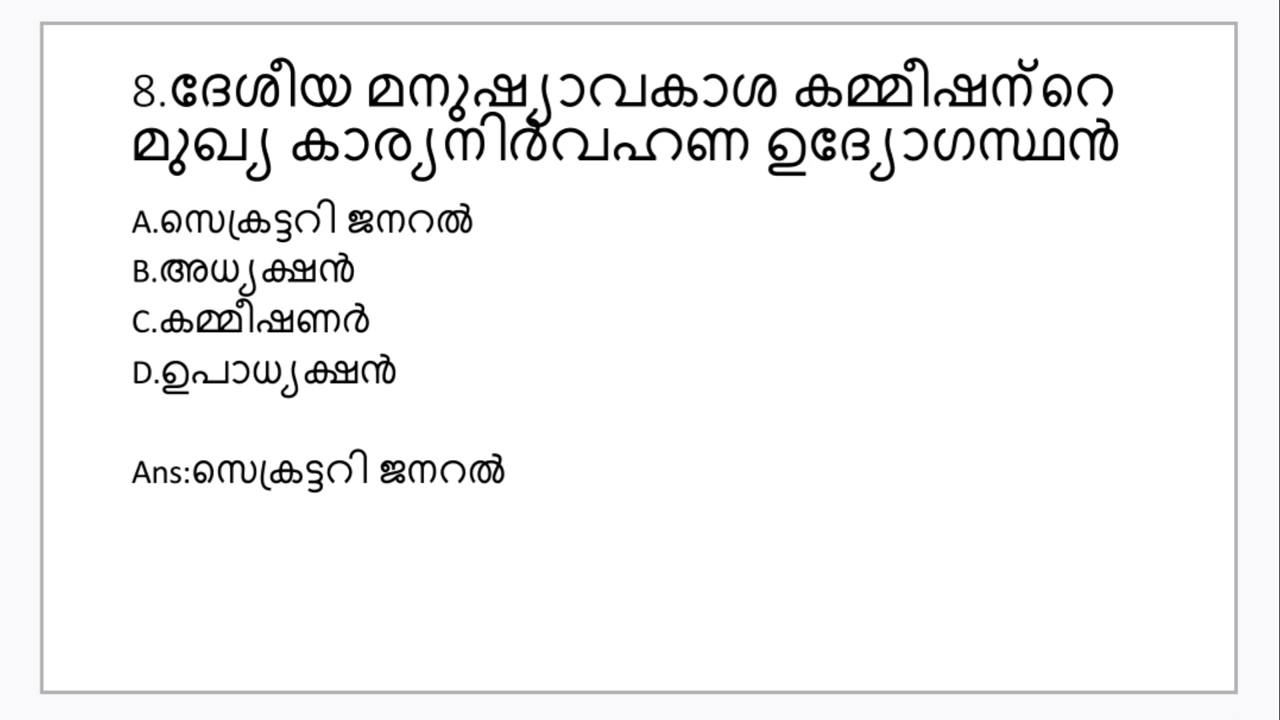 8.ദേശീയ മനുഷ്യാവകാശ കമ്മീഷന്റെ
മുഖ്യ കാര്യനിർവഹണ ഉദ്യോഗസ്ഥൻ
A.സെക്രട്ടറി ജനറൽ
B.അധ്യക്ഷൻ
C.കമ്മീഷണർ
D.ഉപാധ്യക്ഷൻ
Ans:സെക്രട്ടറി ജനറൽ